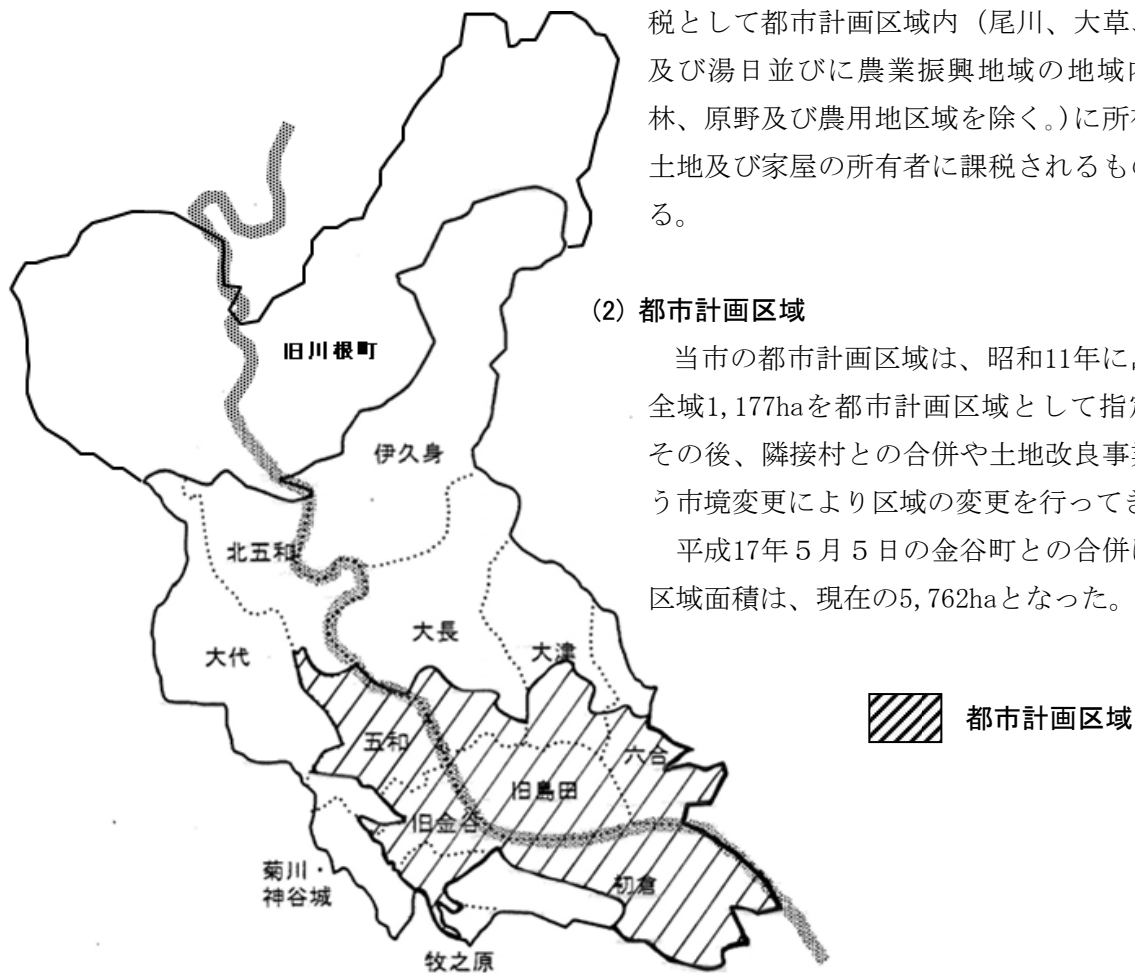 税として都市計画区域内（尾川、大草、
及び湯日並びに農業振興地域の地域内
林、原野及び農用地区域を除く。）に所在
土地及び家屋の所有者に課税されるもの
る。
(2) 都市計画区域
当市の都市計画区域は、昭和11年に
全域1,177haを都市計画区域として指定
その後、隣接村との合併や土地改良事業
う市境変更により区域の変更を行ってき
平成17年５月５日の金谷町との合併に
区域面積は、現在の5,762haとなった。
都市計画区域
旧川根町
伊久身
北五和
大長
大代
大津
五和
六合
旧島田
旧金谷
初倉
菊川・
神谷城
牧之原